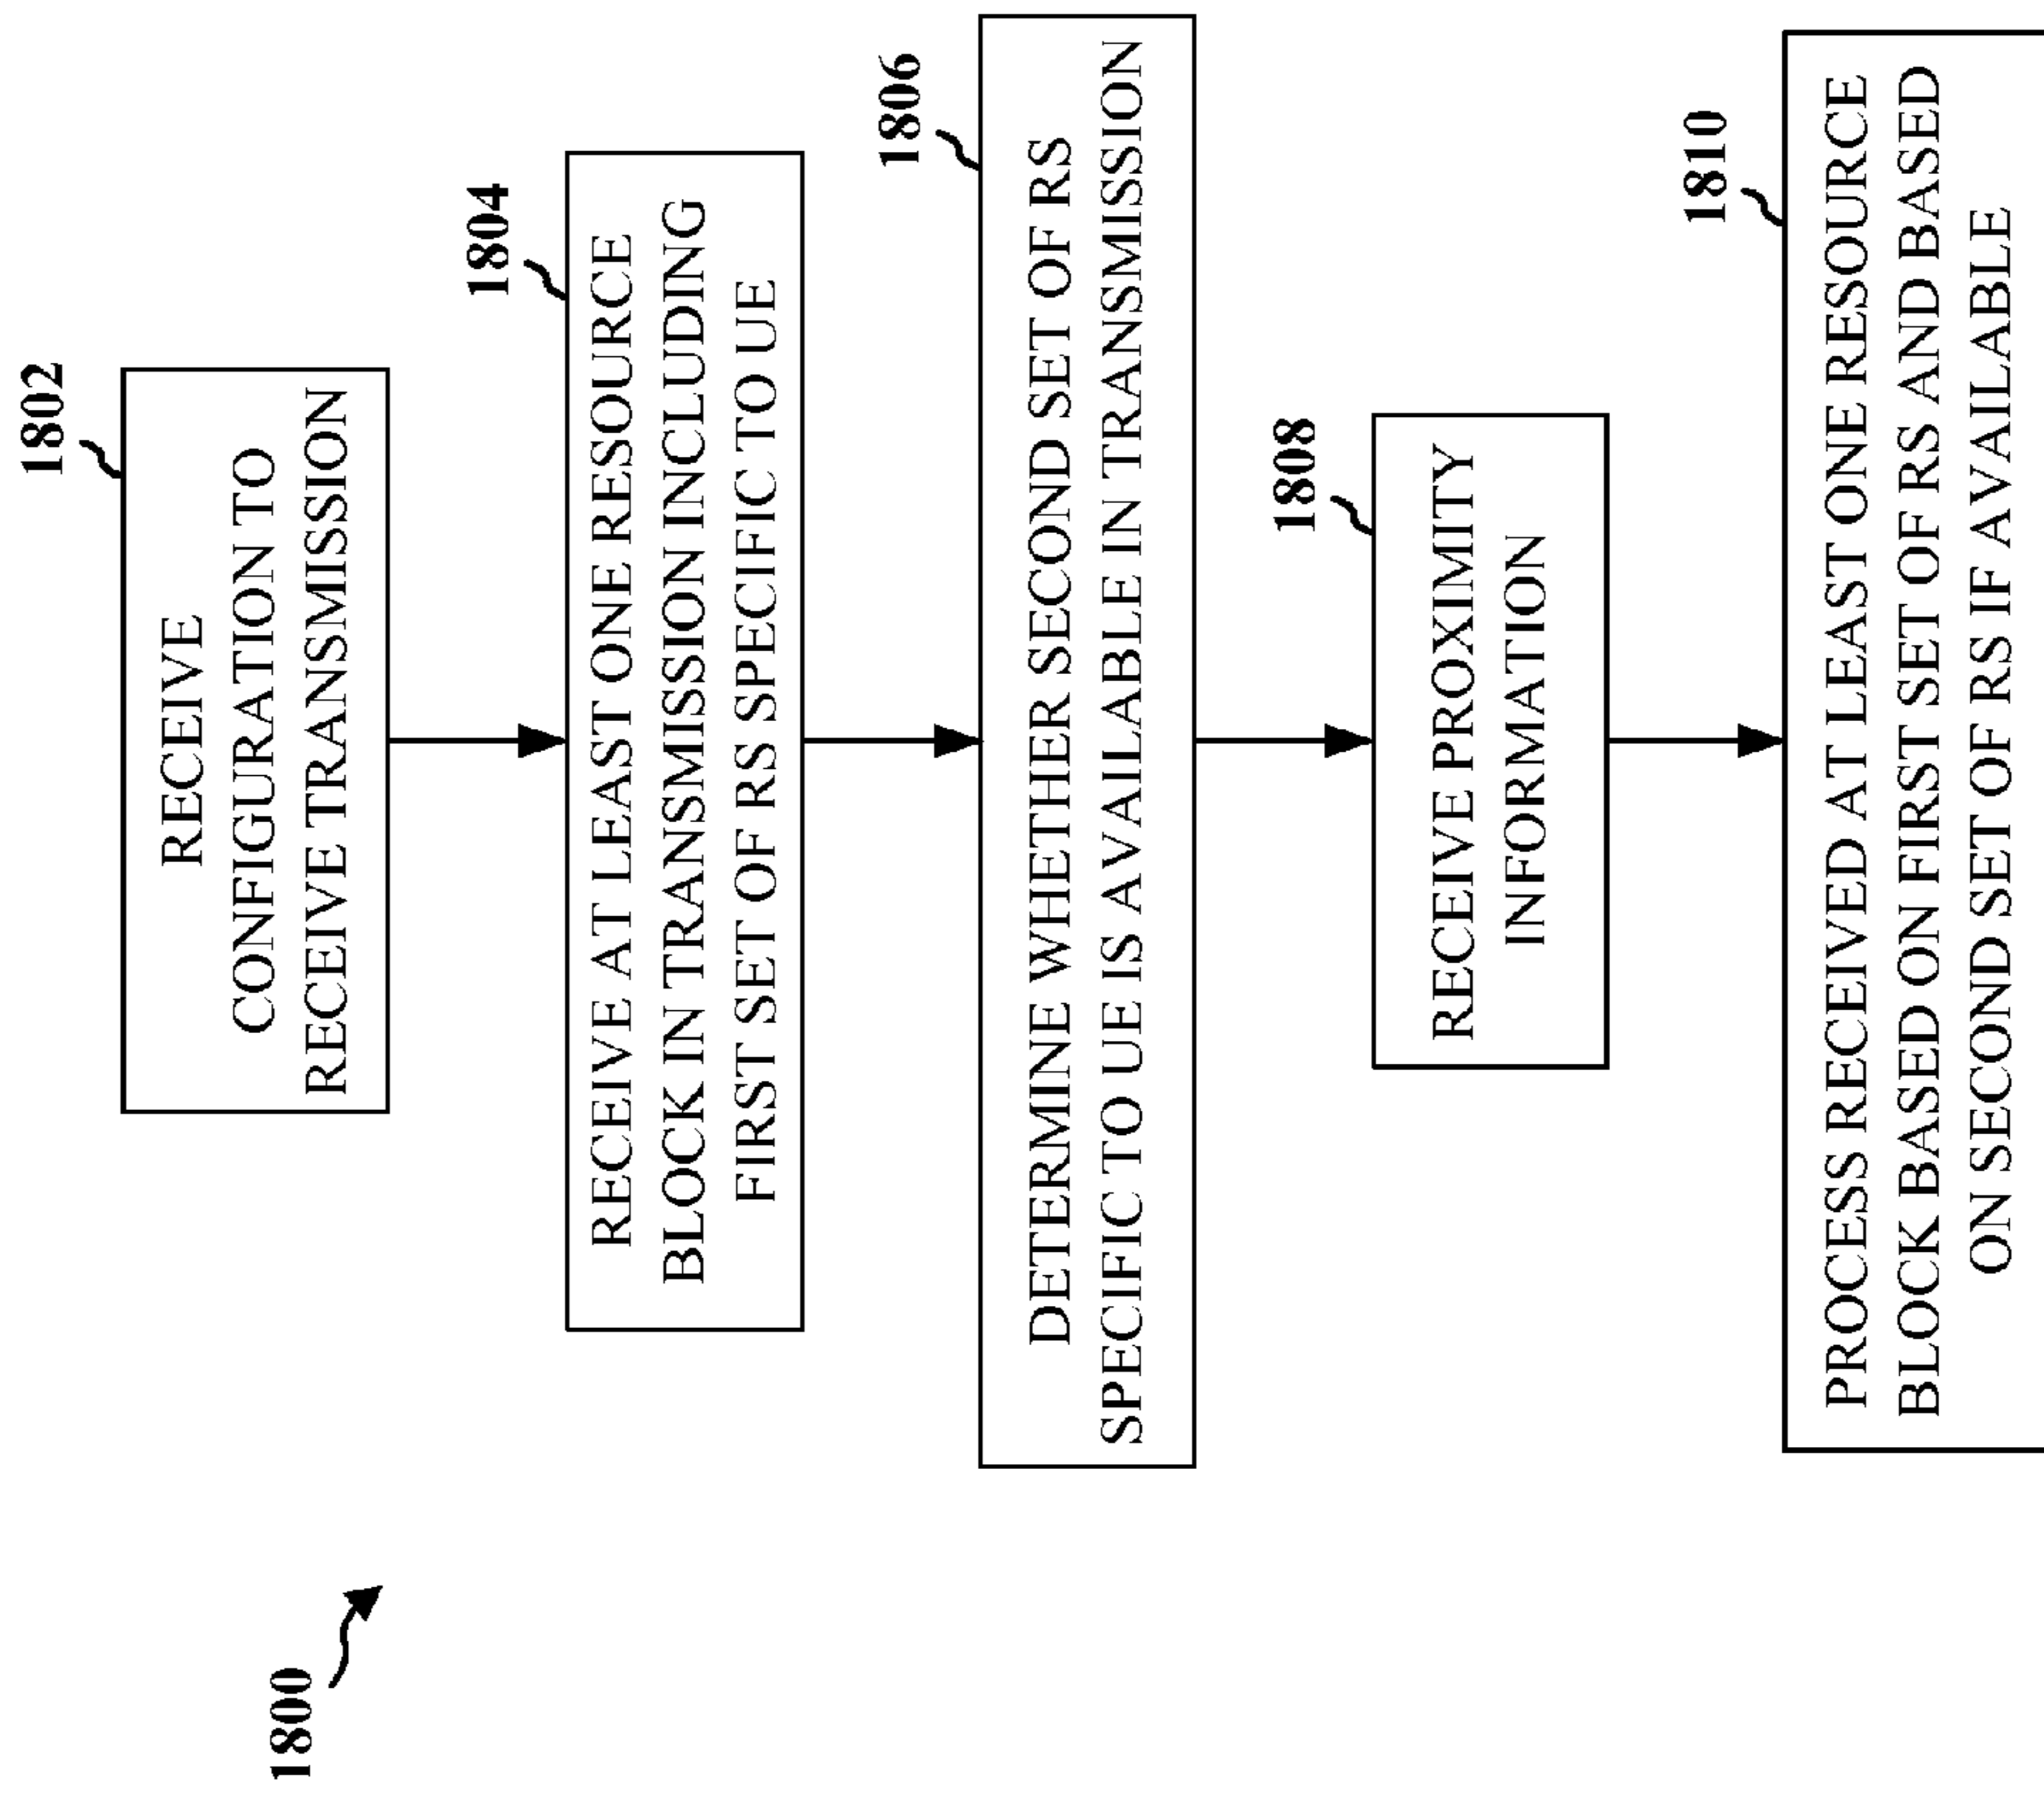 1800
1802
RECEIVE
CONFIGURATION TO
RECEIVE TRANSMISSION
1804
RECEIVE AT LEAST ONE RESOURCE
BLOCK IN TRANSMISSION INCLUDING
FIRST SET OF RS SPECIFIC TO UE
1806
DETERMINE WHETHER SECOND SET OF RS
SPECIFIC TO UE IS AVAILABLE IN TRANSMISSION
1808
RECEIVE PROXIMITY
INFORMATION
1810
PROCESS RECEIVED AT LEAST ONE RESOURCE
BLOCK BASED ON FIRST SET OF RS AND BASED
ON SECOND SET OF RS IF AVAILABLE